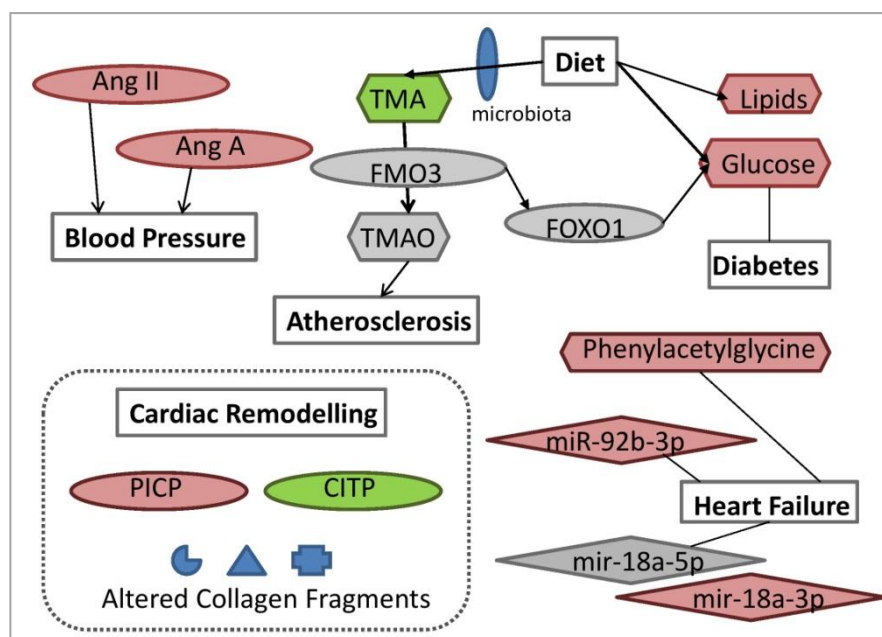 Ang II
Diet
TMA
Lipids
microbiota
Ang A
Glucose
FMO3
FOXO1
Blood Pressure
TMAO
Diabetes
Atherosclerosis
Phenylacetylglycine
Cardiac Remodelling
miR-92b-3p
PICP
CITP
Heart Failure
mir-18a-5p
Altered Collagen Fragments
mir-18a-3p